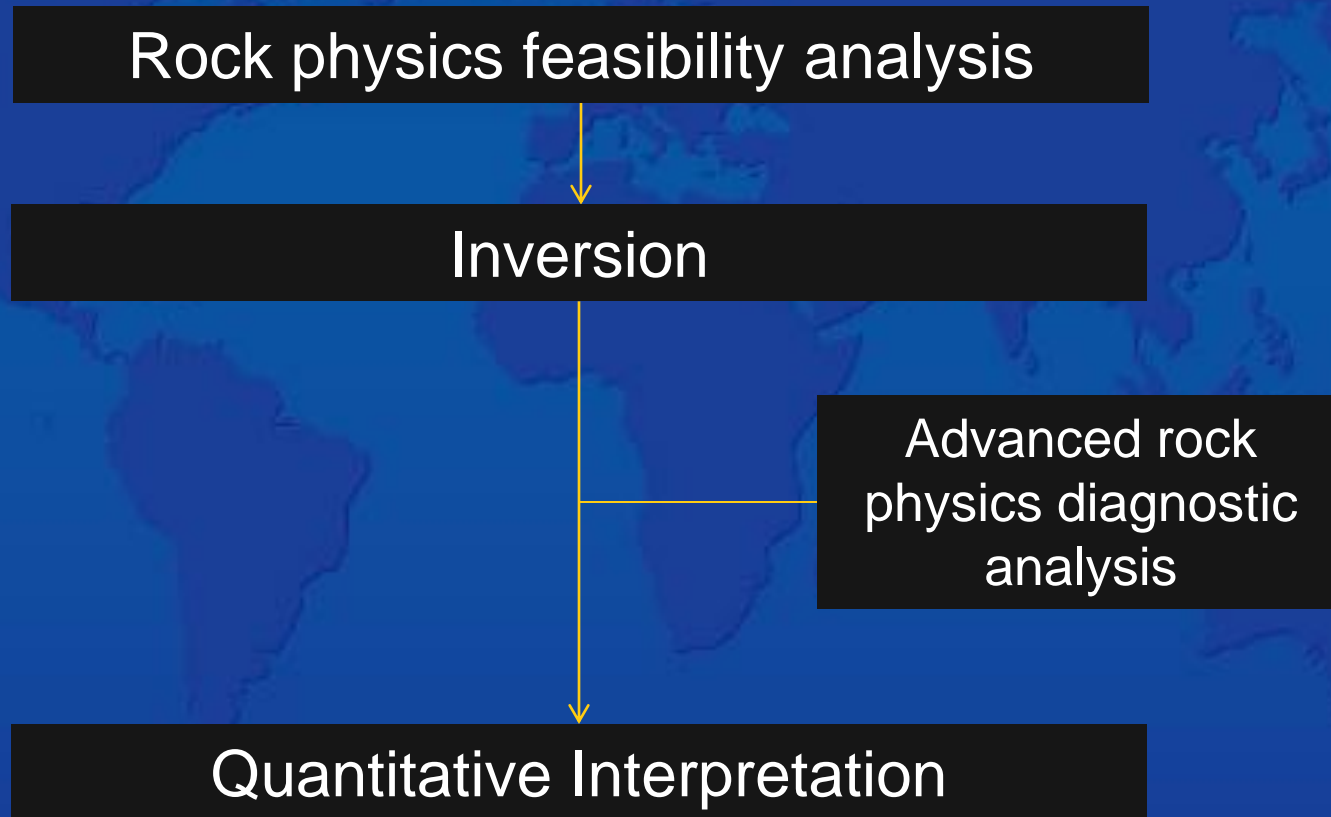 Rock physics feasibility analysis
Inversion
Advanced rock
physics diagnostic
analysis
Quantitative Interpretation